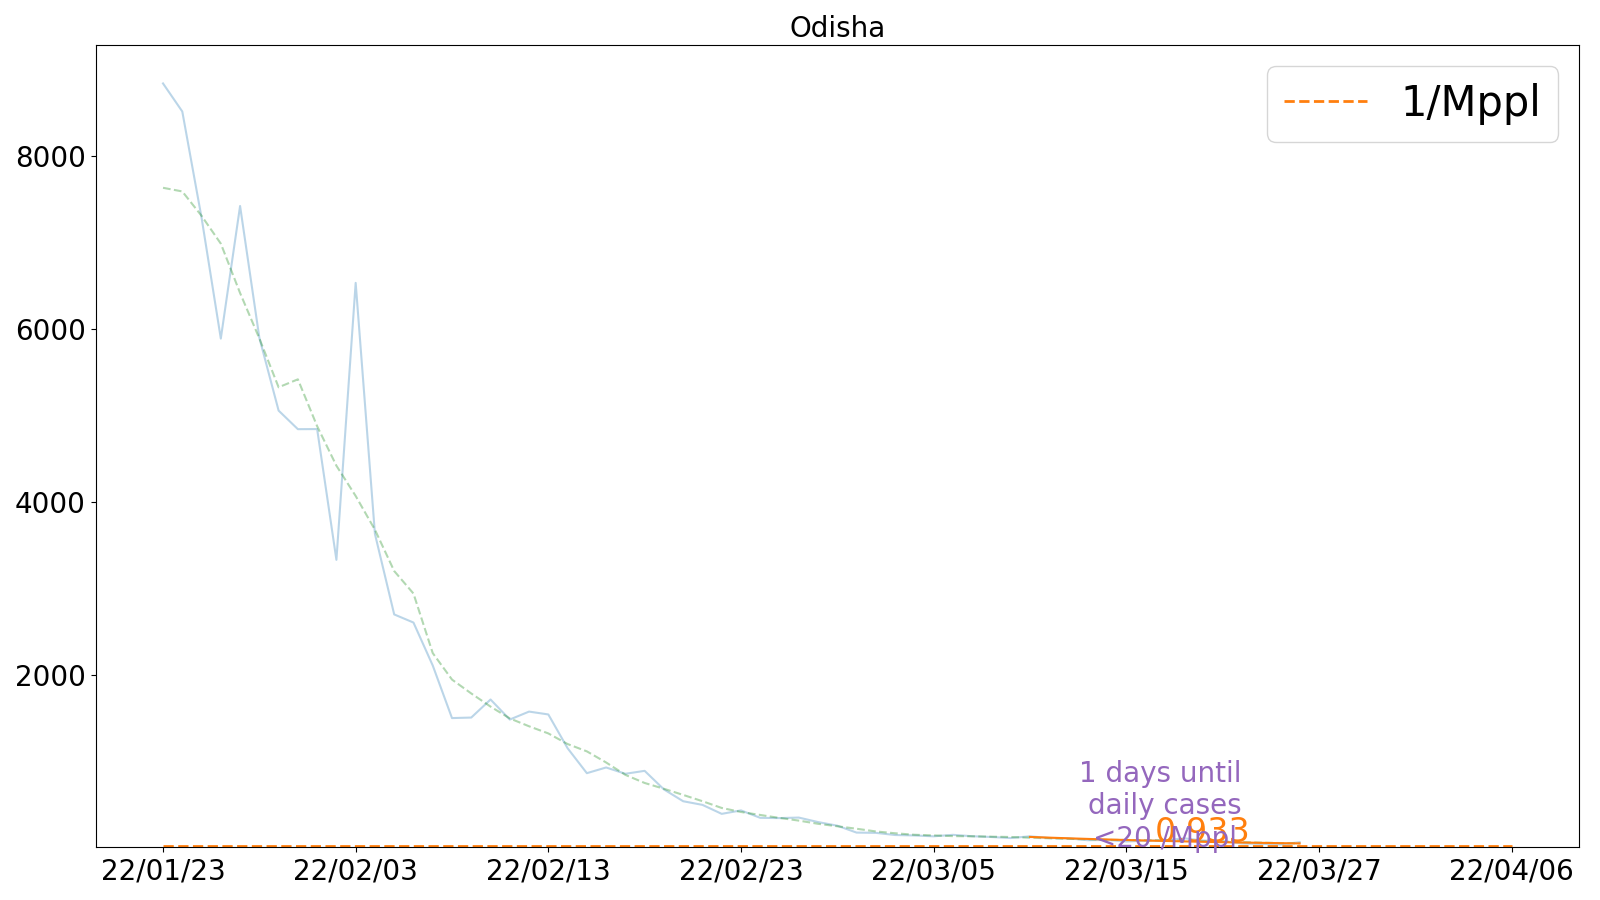 Odisha
1/Mppl
8000
6000
4000
2000
1 days until
daily cases
<20 /Mppl
0.933
22/01/23
22/02/03
22/02/13
22/02/23
22/03/05
22/03/15
22/03/27
22/04/06